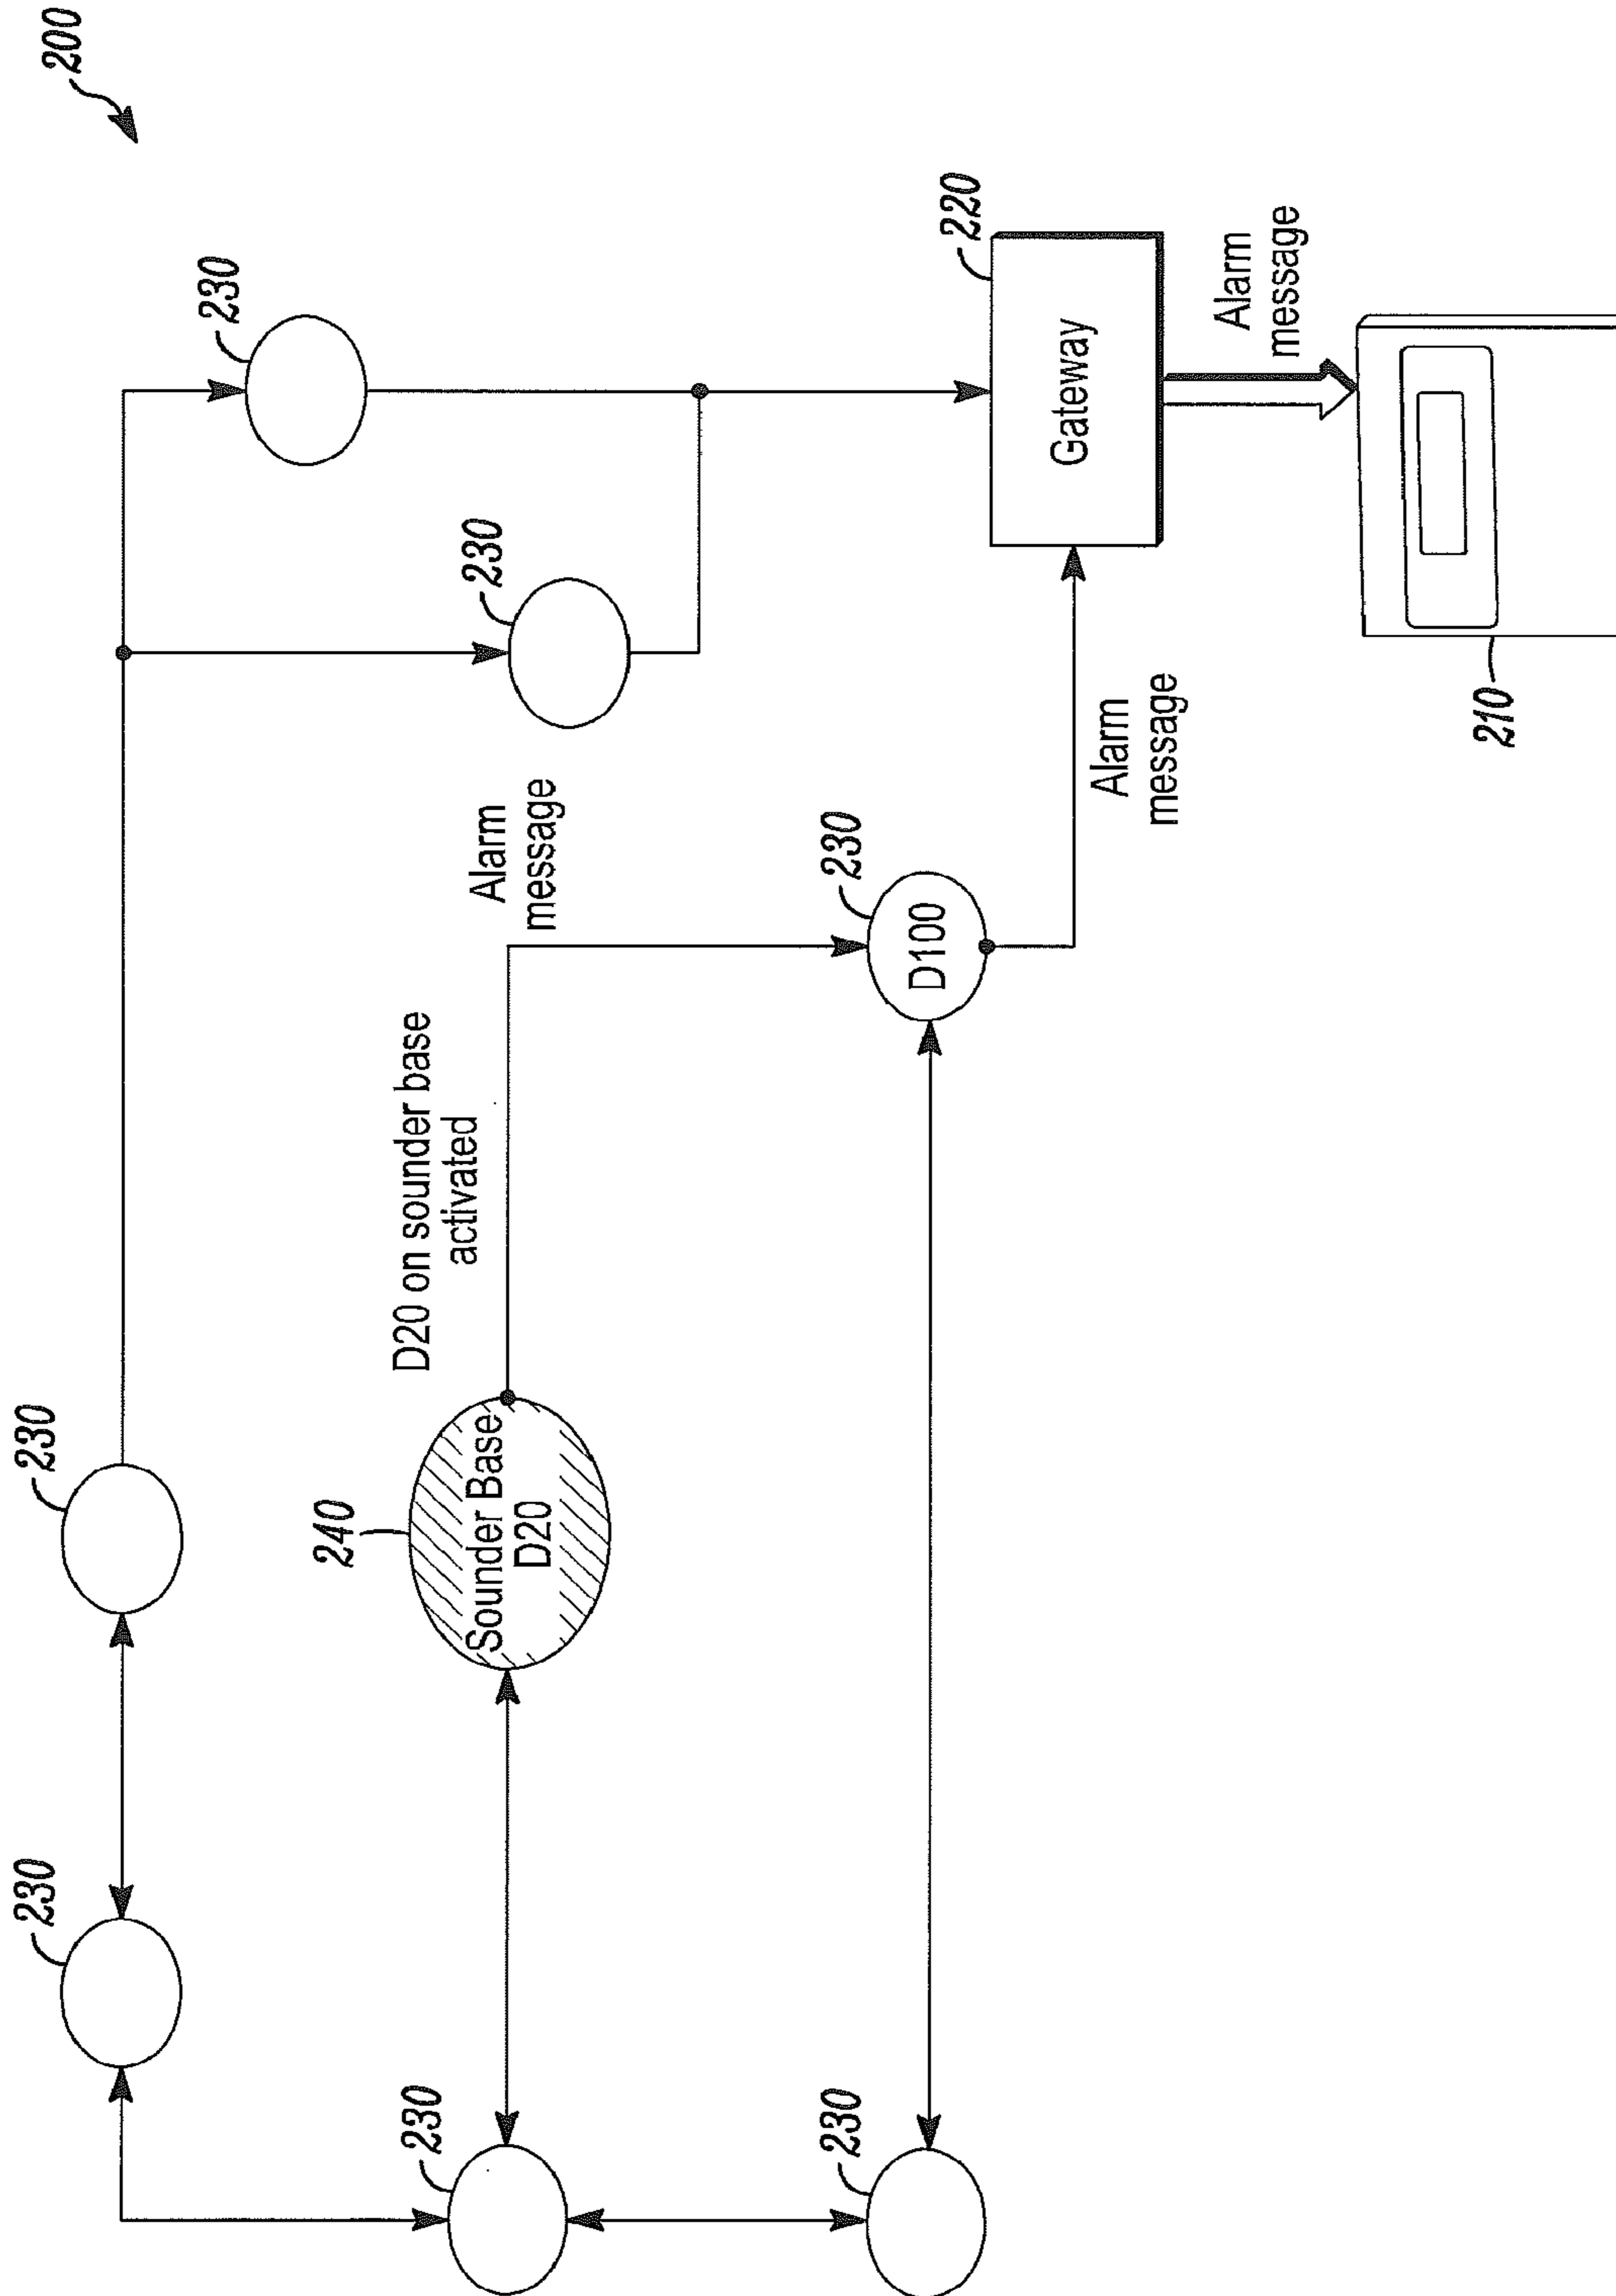 200
230
230
230
230
Alarm
message
D20 on sounder base
activated
240
Sounder Base
D20
230
230
D100
230
220
Gateway
Alarm
message
Alarm
message
210